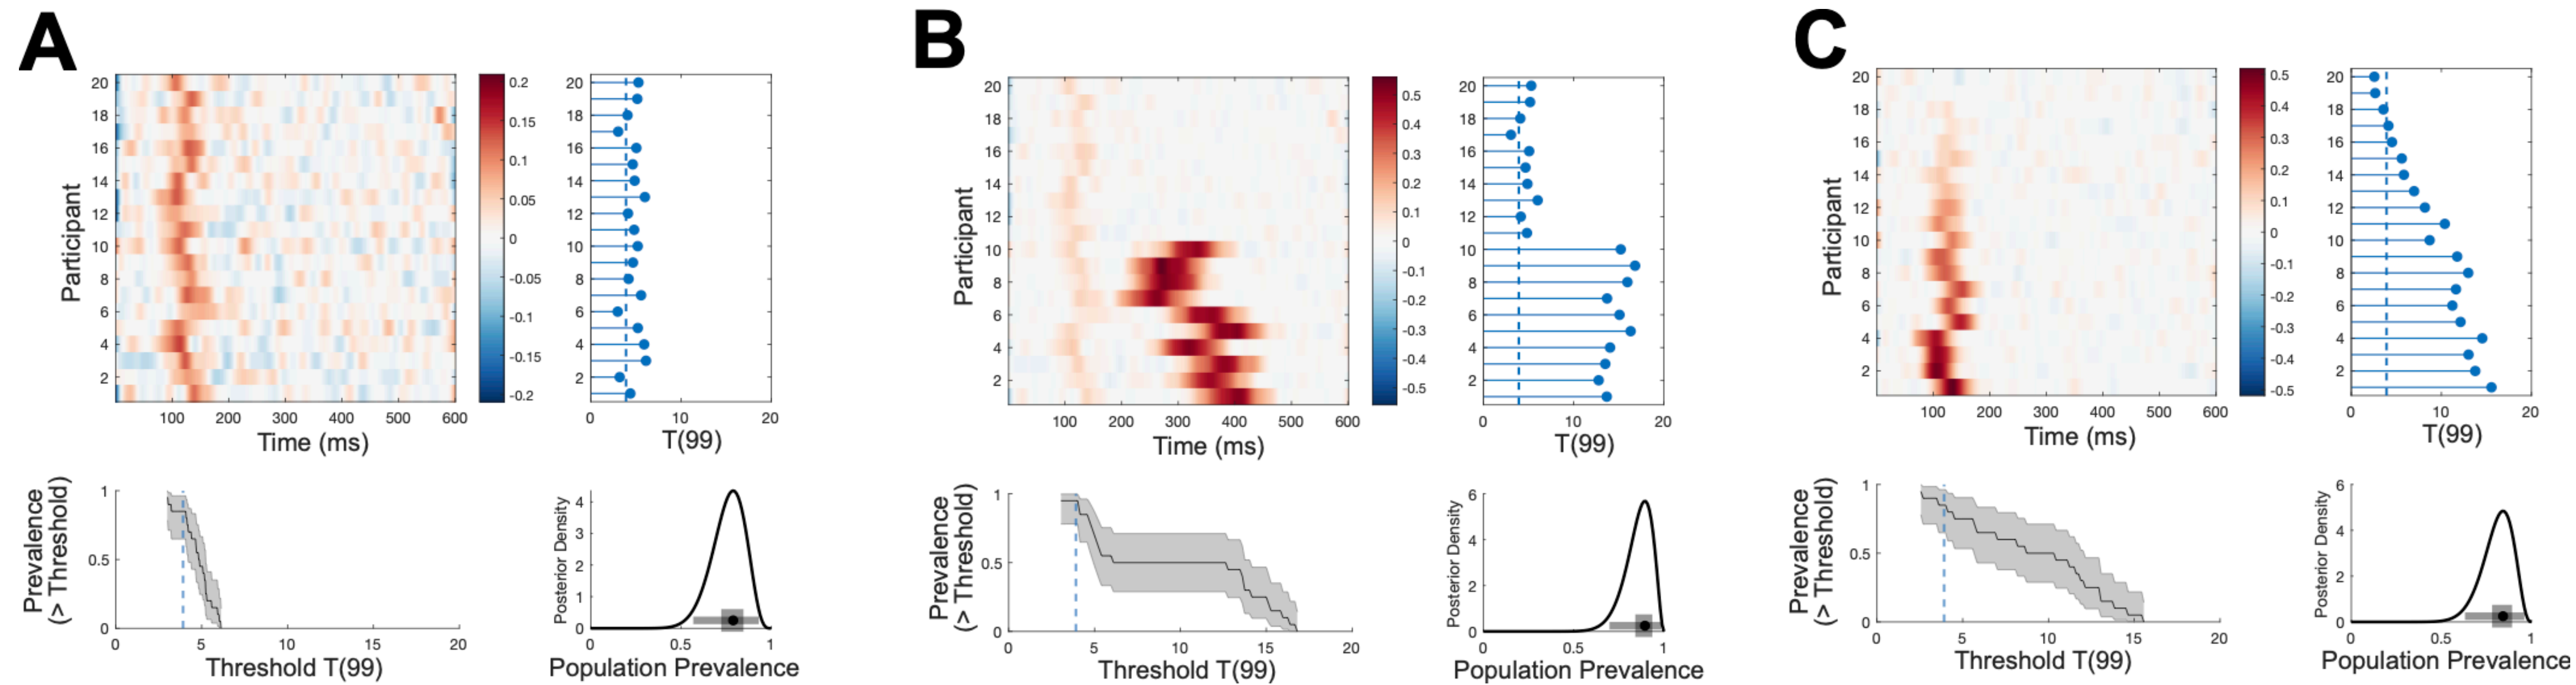 A
Participant
20
18
16
14
12
10
8
6
4
2
100 200 300 400 500 600
Time (ms)
0.2
0.15
0.1
0.05
0
-0.05
-0.1
-0.15
-0.2
20
18
16
14
12
10
8
6
4
2
0 10 20
T(99)
Prevalence
(> Threshold)
1
0.5
0
0 5 10 15 20
Threshold T(99)
Posterior Density
4
3
2
1
0
0 0.5 1
Population Prevalence
B
Participant
20
18
16
14
12
10
8
6
4
2
100 200 300 400 500 600
Time (ms)
0.5
0.4
0.3
0.2
0.1
0
-0.1
-0.2
-0.3
-0.4
-0.5
20
18
16
14
12
10
8
6
4
2
0 10 20
T(99)
Prevalence
(> Threshold)
1
0.5
0
0 5 10 15 20
Threshold T(99)
Posterior Density
6
4
2
0
0 0.5 1
Population Prevalence
C
Participant
20
18
16
14
12
10
8
6
4
2
100 200 300 400 500 600
Time (ms)
0.5
0.4
0.3
0.2
0.1
0
-0.1
-0.2
-0.3
-0.4
-0.5
20
18
16
14
12
10
8
6
4
2
0 10 20
T(99)
Prevalence
(> Threshold)
1
0.5
0
0 5 10 15 20
Threshold T(99)
Posterior Density
6
4
2
0
0 0.5 1
Population Prevalence